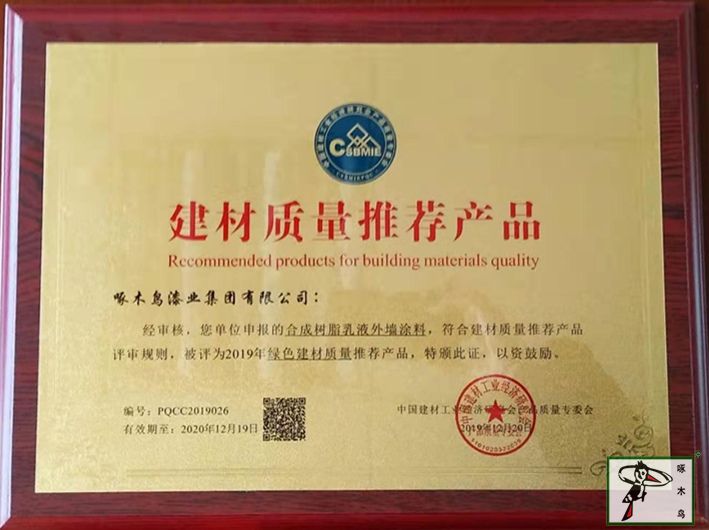 CSBMIE
建材质量推荐产品
Recommended products for building materials quality
啄木鸟漆业集团有限公司：
经审核，您单位申报的合成树脂乳液外墙涂料，符合建材质量推荐产品
评审规则，被评为2019年绿色建材质量推荐产品，特颁此证，以资鼓励。
编号：PQCC2019026
有效期至：2020年12月19日
中国建材工业经济研究会产品质量专委会
2019年12月20日
啄木鸟